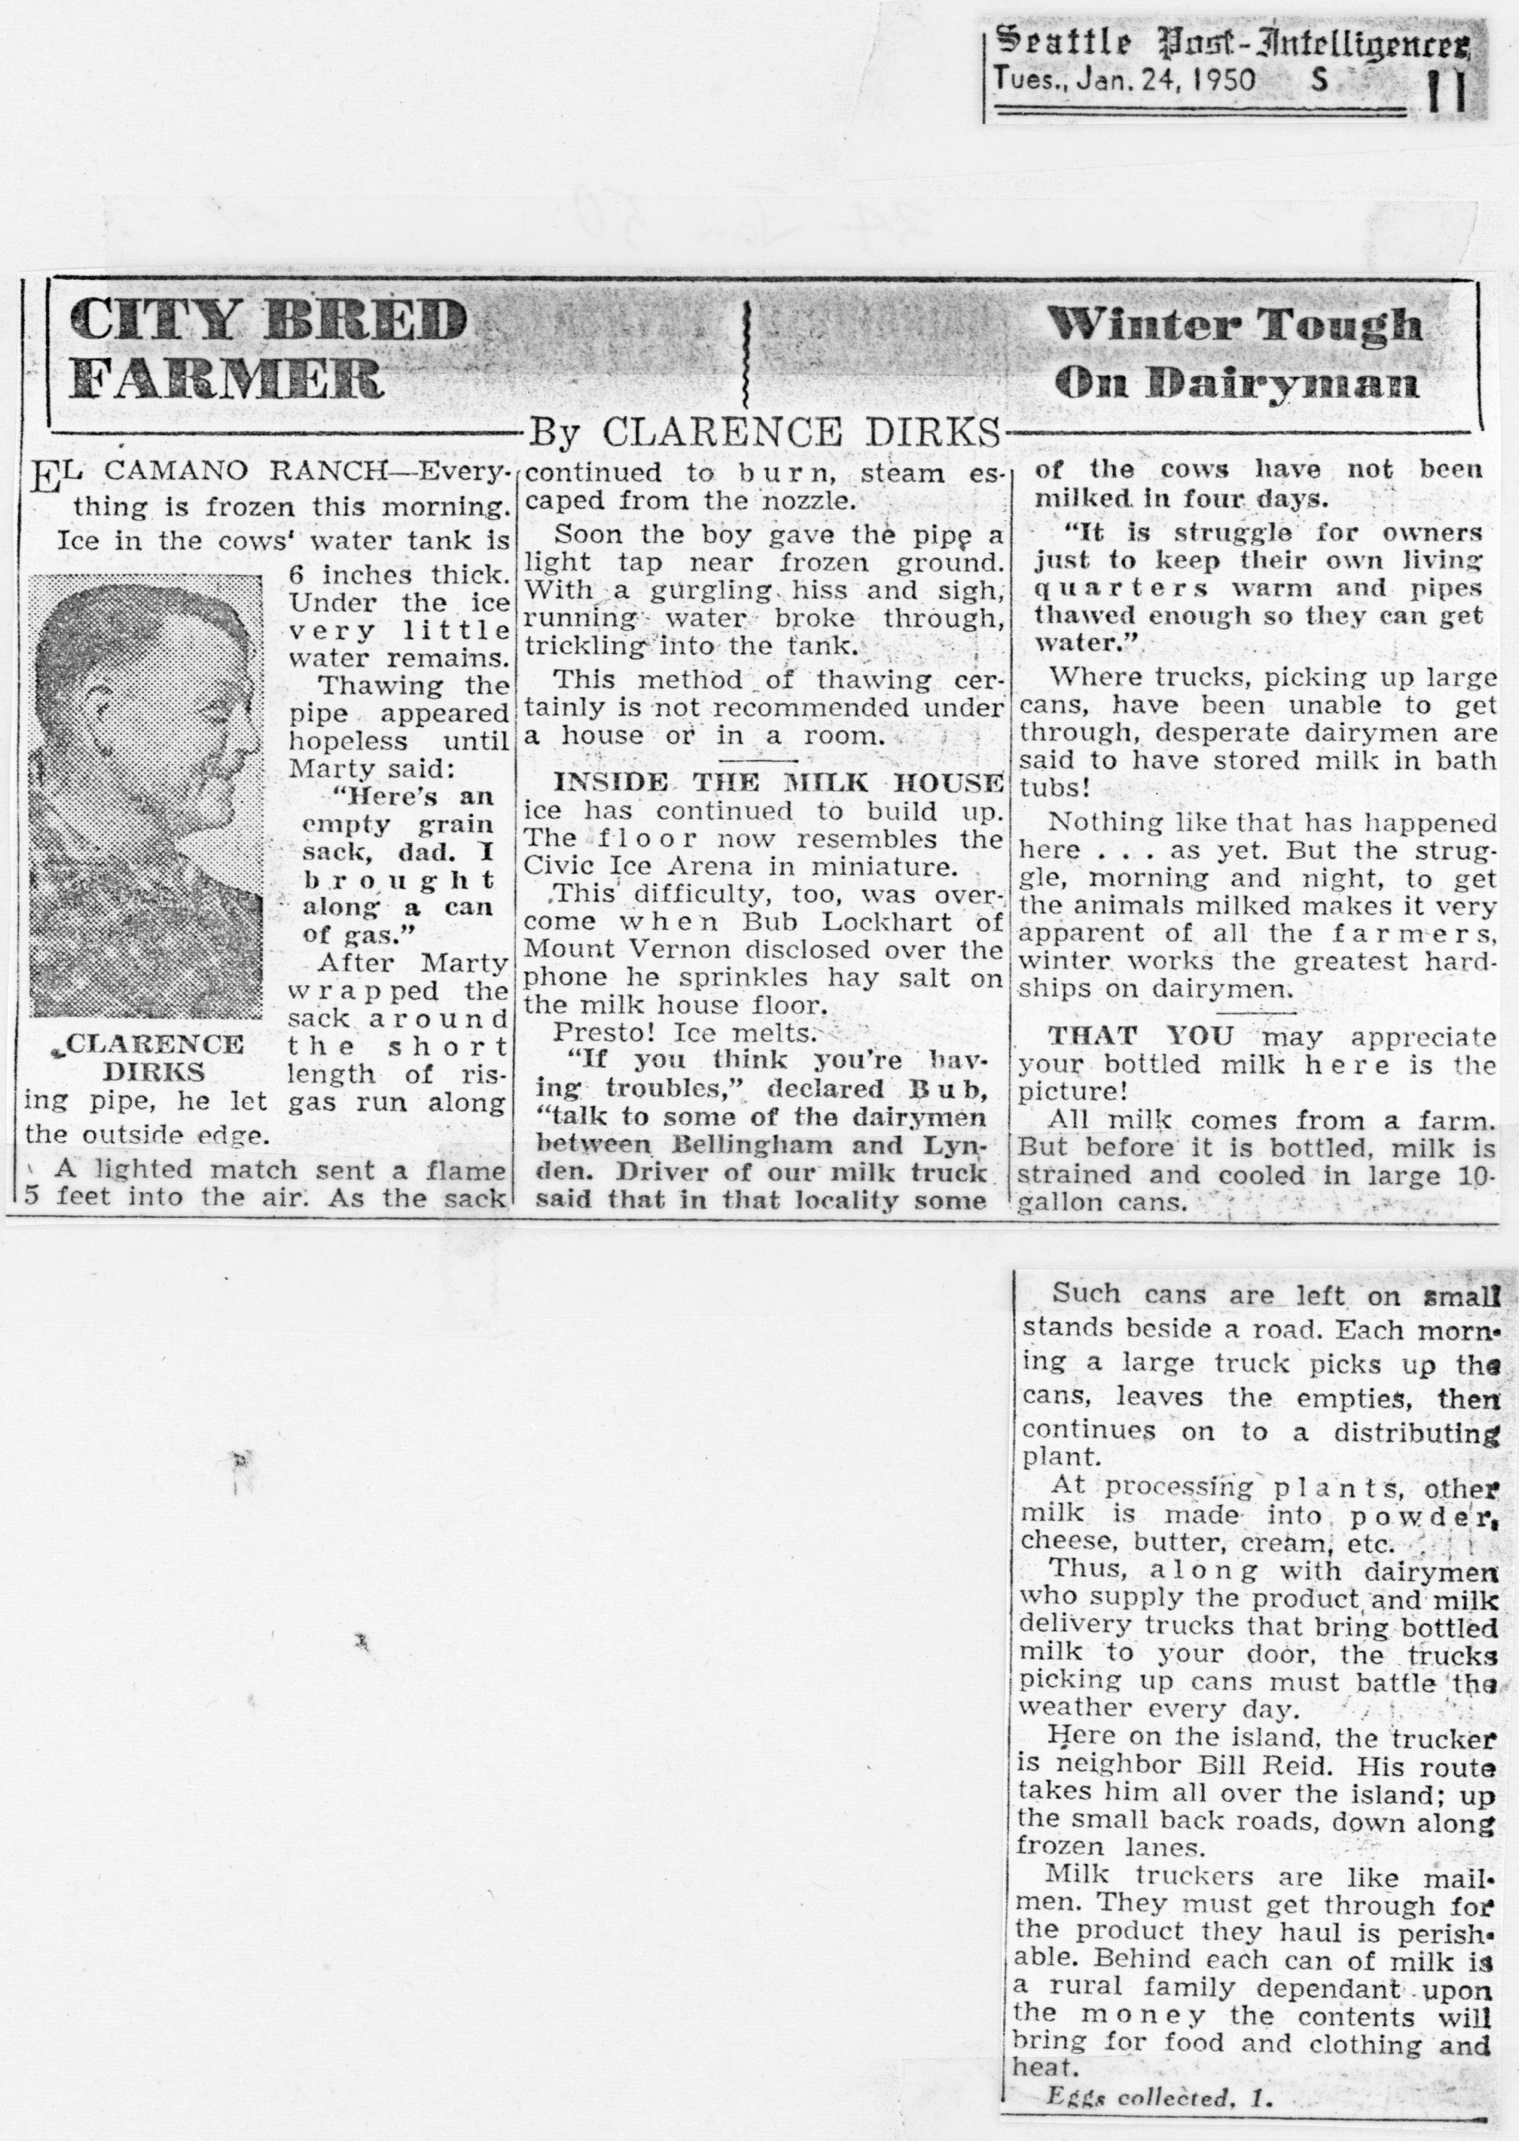 Seattle Post-Intelligencer
Tues., Jan. 24, 1950 S 11
CITY BRED
FARMER
Winter Tough
On Dairyman
By CLARENCE DIRKS
EL CAMANO RANCH—Every-
thing is frozen this morning.
Ice in the cows' water tank is
6 inches thick.
Under the ice
very little
water remains.
Thawing the
pipe appeared
hopeless until
Marty said:
"Here's an
empty grain
sack, dad. I
brought
along a can
of gas."
After Marty
wrapped the
sack around
the short
length of ris-
CLARENCE
DIRKS
ing pipe, he let gas run along
the outside edge.
A lighted match sent a flame
5 feet into the air. As the sack
continued to burn, steam es-
caped from the nozzle.
Soon the boy gave the pipe a
light tap near frozen ground.
With a gurgling hiss and sigh,
running water broke through,
trickling into the tank.
This method of thawing cer-
tainly is not recommended under
a house or in a room.
INSIDE THE MILK HOUSE
ice has continued to build up.
The floor now resembles the
Civic Ice Arena in miniature.
This difficulty, too, was over-
come when Bub Lockhart of
Mount Vernon disclosed over the
phone he sprinkles hay salt on
the milk house floor.
Presto! Ice melts.
"If you think you're hav-
ing troubles," declared Bub,
"talk to some of the dairymen
between Bellingham and Lyn-
den. Driver of our milk truck
said that in that locality some
of the cows have not been
milked in four days.
"It is struggle for owners
just to keep their own living
quarters warm and pipes
thawed enough so they can get
water."
Where trucks, picking up large
cans, have been unable to get
through, desperate dairymen are
said to have stored milk in bath
tubs!
Nothing like that has happened
here . . . as yet. But the strug-
gle, morning and night, to get
the animals milked makes it very
apparent of all the farmers,
winter works the greatest hard-
ships on dairymen.
THAT YOU may appreciate
your bottled milk here is the
picture!
All milk comes from a farm.
But before it is bottled, milk is
strained and cooled in large 10-
gallon cans.
Such cans are left on small
stands beside a road. Each morn-
ing a large truck picks up the
cans, leaves the empties, then
continues on to a distributing
plant.
At processing plants, other
milk is made into powder,
cheese, butter, cream, etc.
Thus, along with dairymen
who supply the product and milk
delivery trucks that bring bottled
milk to your door, the trucks
picking up cans must battle the
weather every day.
Here on the island, the trucker
is neighbor Bill Reid. His route
takes him all over the island; up
the small back roads, down along
frozen lanes.
Milk truckers are like mail-
men. They must get through for
the product they haul is perish-
able. Behind each can of milk is
a rural family dependant upon
the money the contents will
bring for food and clothing and
heat.
Eggs collected, 1.